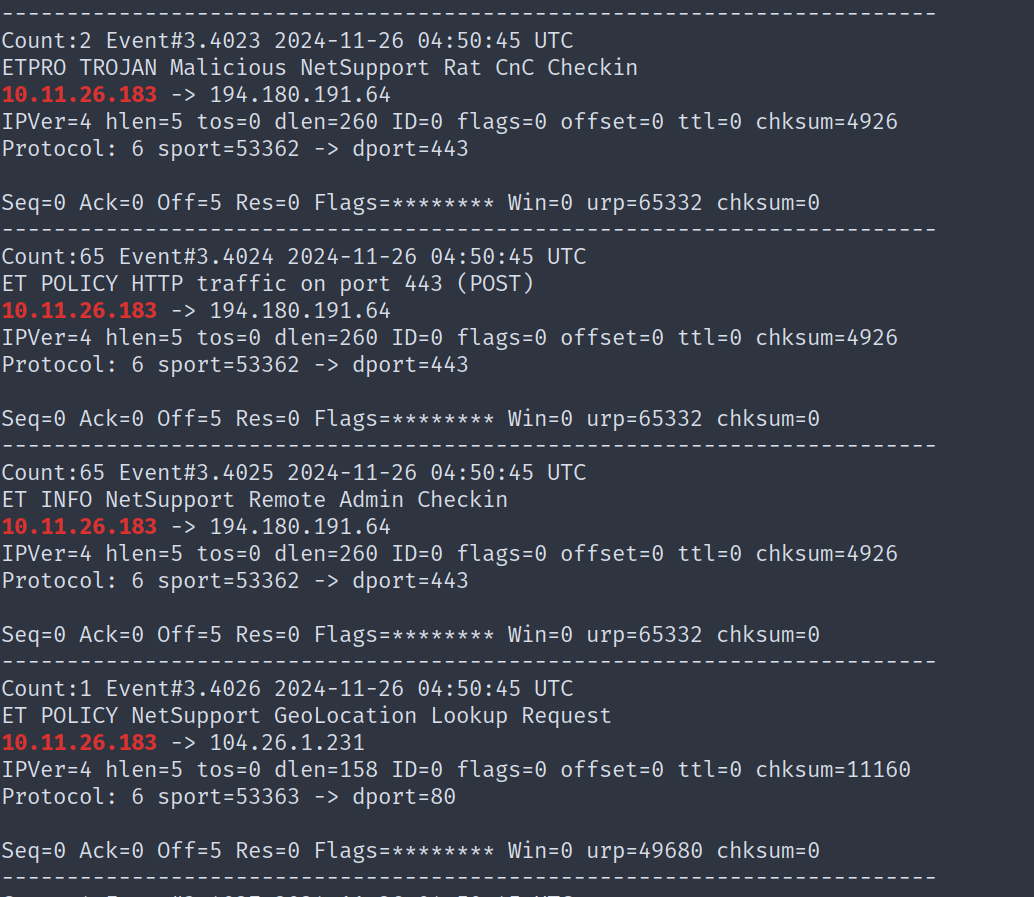 ------------------------------------------------------------------------
Count:2 Event#3.4023 2024-11-26 04:50:45 UTC
ETPRO TROJAN Malicious NetSupport Rat CnC Checkin
10.11.26.183 -> 194.180.191.64
IPVer=4 hlen=5 tos=0 dlen=260 ID=0 flags=0 offset=0 ttl=0 chksum=4926
Protocol: 6 sport=53362 -> dport=443

Seq=0 Ack=0 Off=5 Res=0 Flags=******** Win=0 urp=65332 chksum=0
------------------------------------------------------------------------
Count:65 Event#3.4024 2024-11-26 04:50:45 UTC
ET POLICY HTTP traffic on port 443 (POST)
10.11.26.183 -> 194.180.191.64
IPVer=4 hlen=5 tos=0 dlen=260 ID=0 flags=0 offset=0 ttl=0 chksum=4926
Protocol: 6 sport=53362 -> dport=443

Seq=0 Ack=0 Off=5 Res=0 Flags=******** Win=0 urp=65332 chksum=0
------------------------------------------------------------------------
Count:65 Event#3.4025 2024-11-26 04:50:45 UTC
ET INFO NetSupport Remote Admin Checkin
10.11.26.183 -> 194.180.191.64
IPVer=4 hlen=5 tos=0 dlen=260 ID=0 flags=0 offset=0 ttl=0 chksum=4926
Protocol: 6 sport=53362 -> dport=443

Seq=0 Ack=0 Off=5 Res=0 Flags=******** Win=0 urp=65332 chksum=0
------------------------------------------------------------------------
Count:1 Event#3.4026 2024-11-26 04:50:45 UTC
ET POLICY NetSupport GeoLocation Lookup Request
10.11.26.183 -> 104.26.1.231
IPVer=4 hlen=5 tos=0 dlen=158 ID=0 flags=0 offset=0 ttl=0 chksum=11160
Protocol: 6 sport=53363 -> dport=80

Seq=0 Ack=0 Off=5 Res=0 Flags=******** Win=0 urp=49680 chksum=0
------------------------------------------------------------------------